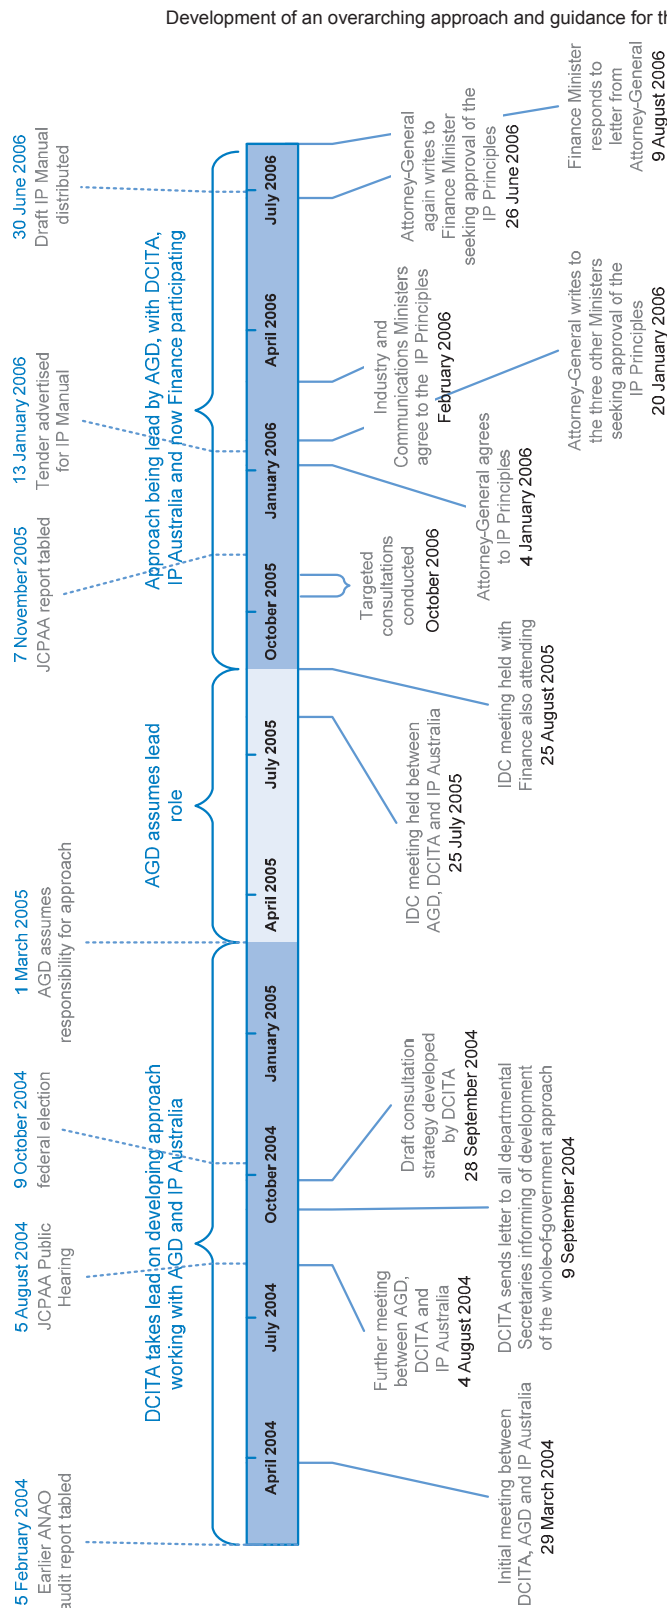 Development of an overarching approach and guidance for th
5 February 2004
Earlier ANAO
audit report tabled
5 August 2004
JCPAA Public
Hearing
9 October 2004
federal election
1 March 2005
AGD assumes
responsibility for approach
7 November 2005
JCPAA report tabled
13 January 2006
Tender advertised
for IP Manual
30 June 2006
Draft IP Manual
distributed
DCITA takes lead on developing approach
working with AGD and IP Australia
AGD assumes lead
role
Approach being lead by AGD, with DCITA,
IP Australia and now Finance participating
April 2004
July 2004
October 2004
January 2005
April 2005
July 2005
October 2005
January 2006
April 2006
July 2006
Initial meeting between
DCITA, AGD and IP Australia
29 March 2004
Further meeting
between AGD,
DCITA and
IP Australia
4 August 2004
DCITA sends letter to all departmental
Secretaries informing of development
of the whole-of-government approach
9 September 2004
Draft consultation
strategy developed
by DCITA
28 September 2004
IDC meeting held between
AGD, DCITA and IP Australia
25 July 2005
IDC meeting held with
Finance also attending
25 August 2005
Targeted
consultations
conducted
October 2006
Attorney-General agrees
to IP Principles
4 January 2006
Attorney-General writes to
the three other Ministers
seeking approval of the
IP Principles
20 January 2006
Industry and
Communications Ministers
agree to the IP Principles
February 2006
Attorney-General
again writes to
Finance Minister
seeking approval of the
IP Principles
26 June 2006
Finance Minister
responds to
letter from
Attorney-General
9 August 2006